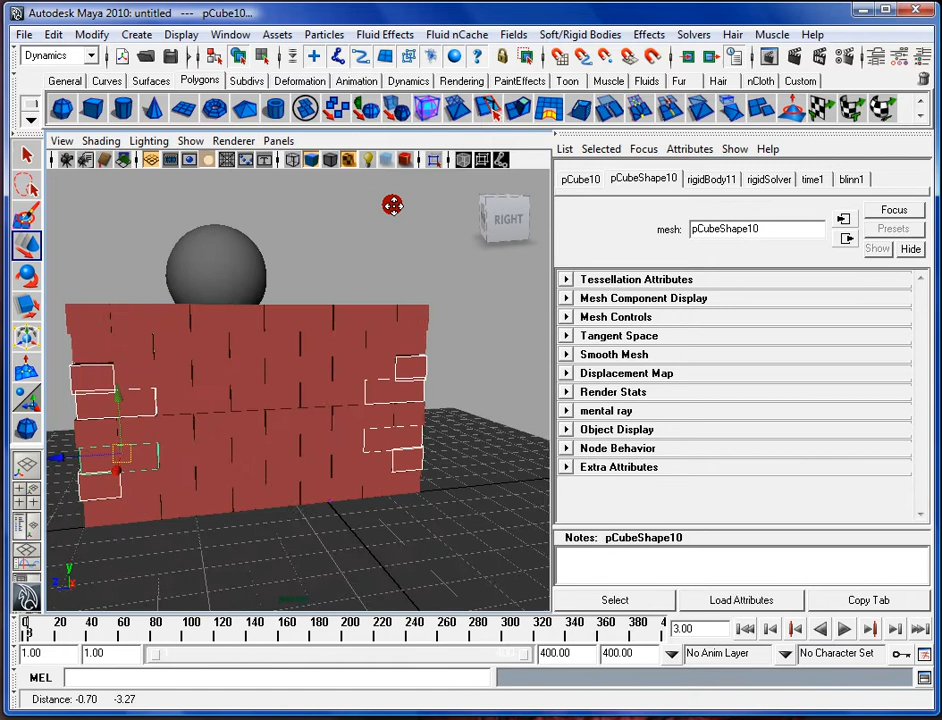 Autodesk Maya 2010: untitled --- pCube10...
File Edit Modify Create Display Window Assets Particles Fluid Effects Fluid nCache Fields Soft/Rigid Bodies Effects Solvers Hair Muscle Help
Dynamics
General Curves Surfaces Polygons Subdivs Deformation Animation Dynamics Rendering PaintEffects Toon Muscle Fluids Fur Hair nCloth Custom
View Shading Lighting Show Renderer Panels
List Selected Focus Attributes Show Help
pCube10 pCubeShape10 rigidBody11 rigidSolver time1 blinn1
mesh: pCubeShape10
Focus
Presets
Show Hide
RIGHT
Tessellation Attributes
Mesh Component Display
Mesh Controls
Tangent Space
Smooth Mesh
Displacement Map
Render Stats
mental ray
Object Display
Node Behavior
Extra Attributes
Notes: pCubeShape10
y
z x
Select Load Attributes Copy Tab
20 40 60 80 100 120 140 160 180 200 220 240 260 280 300 320 340 360 380 4
3.00
1.00 1.00 400.00 400.00 No Anim Layer No Character Set
MEL
Distance: -0.70 -3.27